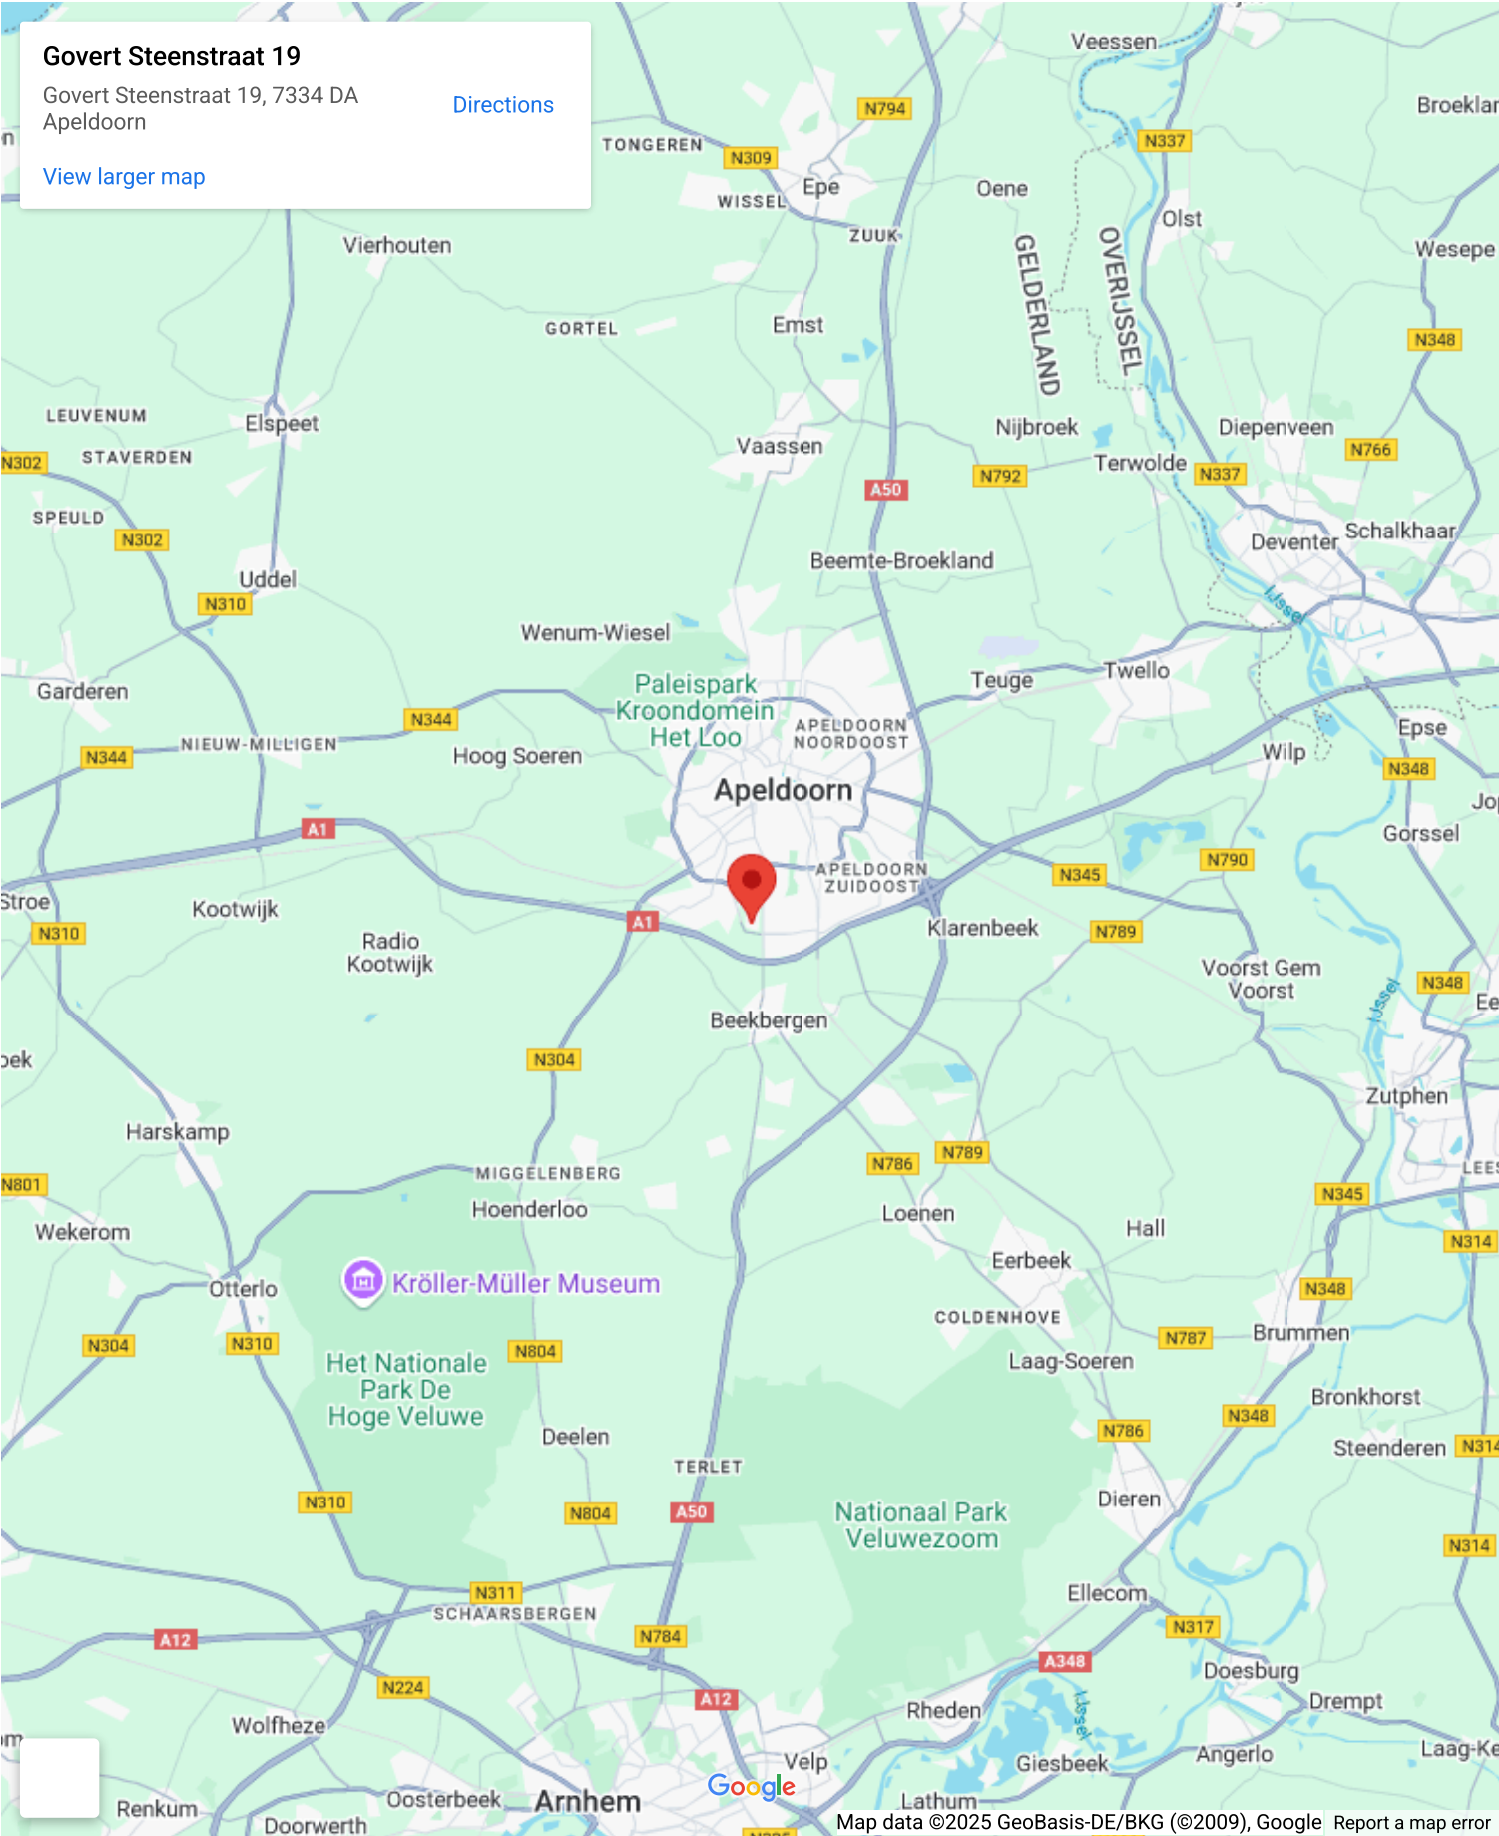 Govert Steenstraat 19
Govert Steenstraat 19, 7334 DA
Apeldoorn
Directions
View larger map
Veessen
Broeklar
N794
N337
TONGEREN
N309
Epe
Oene
WISSEL
Olst
ZUUK
Vierhouten
Wesepe
GELDERLAND
OVERIJSSEL
GORTEL
Emst
N348
LEUVENUM
Elspeet
Nijbroek
Diepenveen
Vaassen
N766
STAVERDEN
N302
Terwolde
N792
N337
A50
SPEULD
N302
Deventer
Schalkhaar
Beemte-Broekland
Uddel
N310
IJssel
Wenum-Wiesel
Garderen
Paleispark
Kroondomein
Het Loo
Teuge
Twello
N344
APELDOORN
NOORDOOST
Epse
NIEUW-MILLIGEN
N344
Hoog Soeren
Wilp
N348
Apeldoorn
A1
Gorssel
N790
APELDOORN
ZUIDOOST
N345
Stroe
Kootwijk
A1
N310
Klarenbeek
N789
Radio
Kootwijk
Voorst Gem
Voorst
N348
IJssel
Beekbergen
N304
Zutphen
Harskamp
N786
N789
MIGGELENBERG
N801
N345
Hoenderloo
Loenen
Wekerom
Hall
N314
Eerbeek
Kröller-Müller Museum
Otterlo
N348
COLDENHOVE
N304
N310
N804
N787
Brummen
Het Nationale
Park De
Hoge Veluwe
Laag-Soeren
Bronkhorst
N348
N786
Deelen
Steenderen
N314
TERLET
N310
N804
A50
Dieren
Nationaal Park
Veluwezoom
N314
N311
Ellecom
SCHAARSBERGEN
N317
A12
N784
A348
Doesburg
N224
A12
Drempt
Rheden
IJssel
Wolfheze
Laag-Ke
Angerlo
Velp
Giesbeek
Google
Oosterbeek
Arnhem
Lathum
Renkum
Doorwerth
Map data ©2025 GeoBasis-DE/BKG (©2009), Google
Report a map error